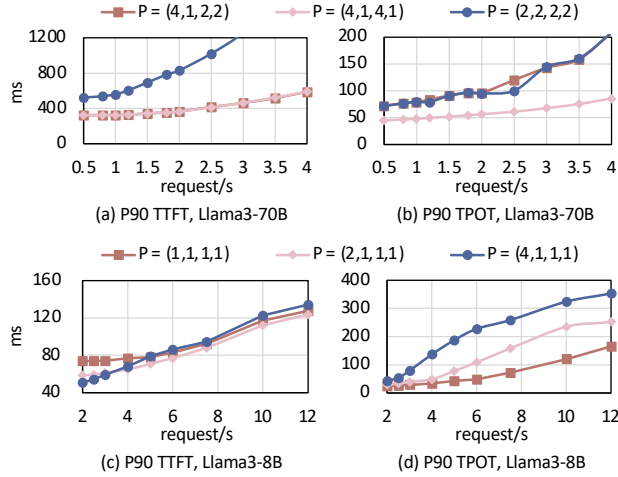 P = (4,1,2,2) P = (4,1,4,1) P = (2,2,2,2)
1200
800
400
0
ms
0.5 1 1.5 2 2.5 3 3.5 4
request/s
(a) P90 TTFT, Llama3-70B
200
150
100
50
0
0.5 1 1.5 2 2.5 3 3.5 4
request/s
(b) P90 TPOT, Llama3-70B
P = (1,1,1,1) P = (2,1,1,1) P = (4,1,1,1)
160
120
80
40
ms
2 4 6 8 10 12
request/s
(c) P90 TTFT, Llama3-8B
400
300
200
100
0
2 4 6 8 10 12
request/s
(d) P90 TPOT, Llama3-8B